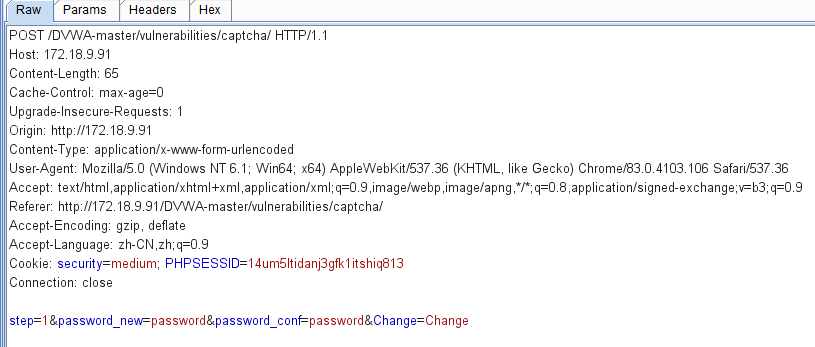 Raw Params Headers Hex
POST /DVWA-master/vulnerabilities/captcha/ HTTP/1.1
Host: 172.18.9.91
Content-Length: 65
Cache-Control: max-age=0
Upgrade-Insecure-Requests: 1
Origin: http://172.18.9.91
Content-Type: application/x-www-form-urlencoded
User-Agent: Mozilla/5.0 (Windows NT 6.1; Win64; x64) AppleWebKit/537.36 (KHTML, like Gecko) Chrome/83.0.4103.106 Safari/537.36
Accept: text/html,application/xhtml+xml,application/xml;q=0.9,image/webp,image/apng,*/*;q=0.8,application/signed-exchange;v=b3;q=0.9
Referer: http://172.18.9.91/DVWA-master/vulnerabilities/captcha/
Accept-Encoding: gzip, deflate
Accept-Language: zh-CN,zh;q=0.9
Cookie: security=medium; PHPSESSID=14um5ltidanj3gfk1itshiq813
Connection: close
step=1&password_new=password&password_conf=password&Change=Change